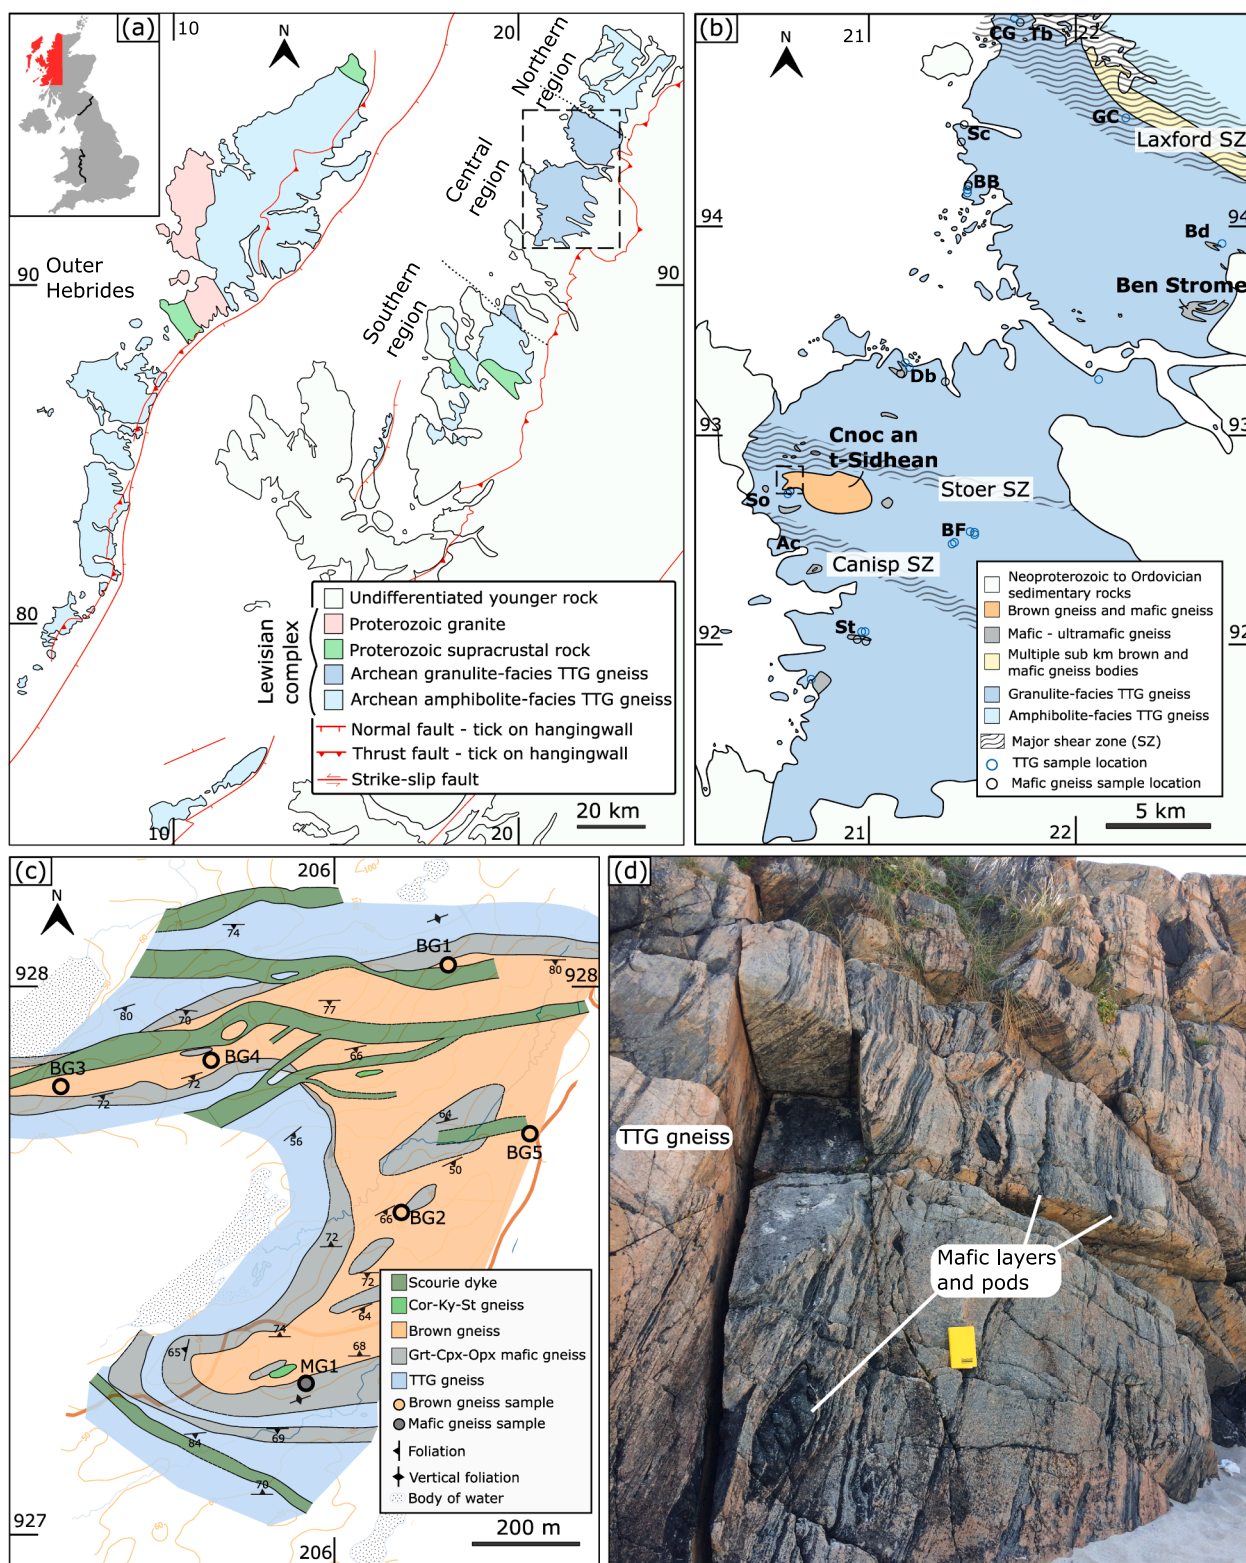 (a)
10
20
N
Northern
region
Central
region
Southern
region
Outer
Hebrides
90
90
80
10
20
Lewisian
complex
Undifferentiated younger rock
Proterozoic granite
Proterozoic supracrustal rock
Archean granulite-facies TTG gneiss
Archean amphibolite-facies TTG gneiss
Normal fault - tick on hangingwall
Thrust fault - tick on hangingwall
Strike-slip fault
20 km
(b)
21
22
N
CG
Tb
GC
Laxford SZ
Sc
BB
94
94
Bd
Ben Strome
Db
93
93
Cnoc an
t-Sidhean
Stoer SZ
So
BF
Ac
Canisp SZ
St
92
92
21
22
Neoproterozoic to Ordovician
sedimentary rocks
Brown gneiss and mafic gneiss
Mafic - ultramafic gneiss
Multiple sub km brown and
mafic gneiss bodies
Granulite-facies TTG gneiss
Amphibolite-facies TTG gneiss
Major shear zone (SZ)
TTG sample location
Mafic gneiss sample location
5 km
(c)
206
N
100
74
BG1
80
928
928
80
70
77
BG4
66
BG3
72
72
56
64
BG5
50
66
BG2
72
72
64
74
65
68
MG1
84
69
70
927
206
Scourie dyke
Cor-Ky-St gneiss
Brown gneiss
Grt-Cpx-Opx mafic gneiss
TTG gneiss
Brown gneiss sample
Mafic gneiss sample
Foliation
Vertical foliation
Body of water
200 m
(d)
TTG gneiss
Mafic layers
and pods